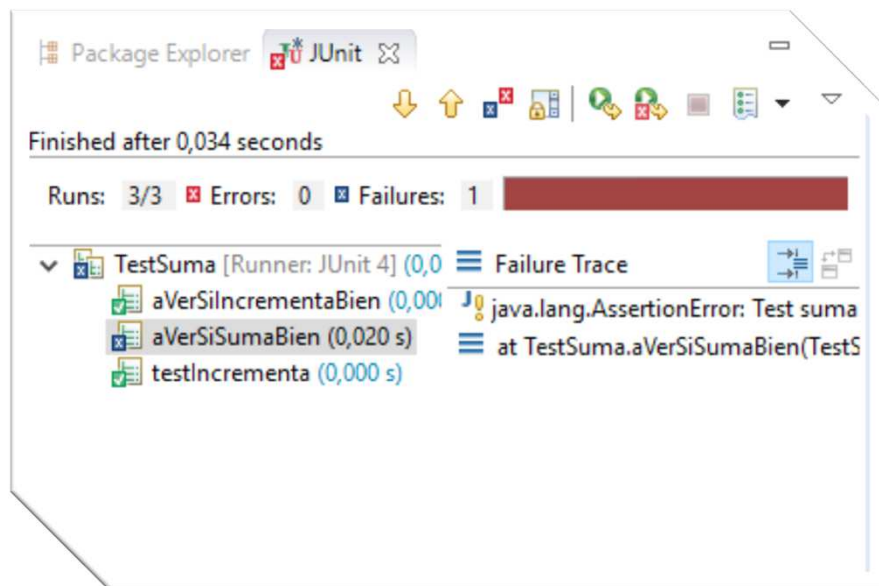 Package Explorer JUnit
Finished after 0,034 seconds
Runs: 3/3 Errors: 0 Failures: 1
TestSuma [Runner: JUnit 4] (0,0
aVerSiIncrementaBien (0,000
aVerSiSumaBien (0,020 s)
testIncrementa (0,000 s)
Failure Trace
java.lang.AssertionError: Test suma
at TestSuma.aVerSiSumaBien(TestS